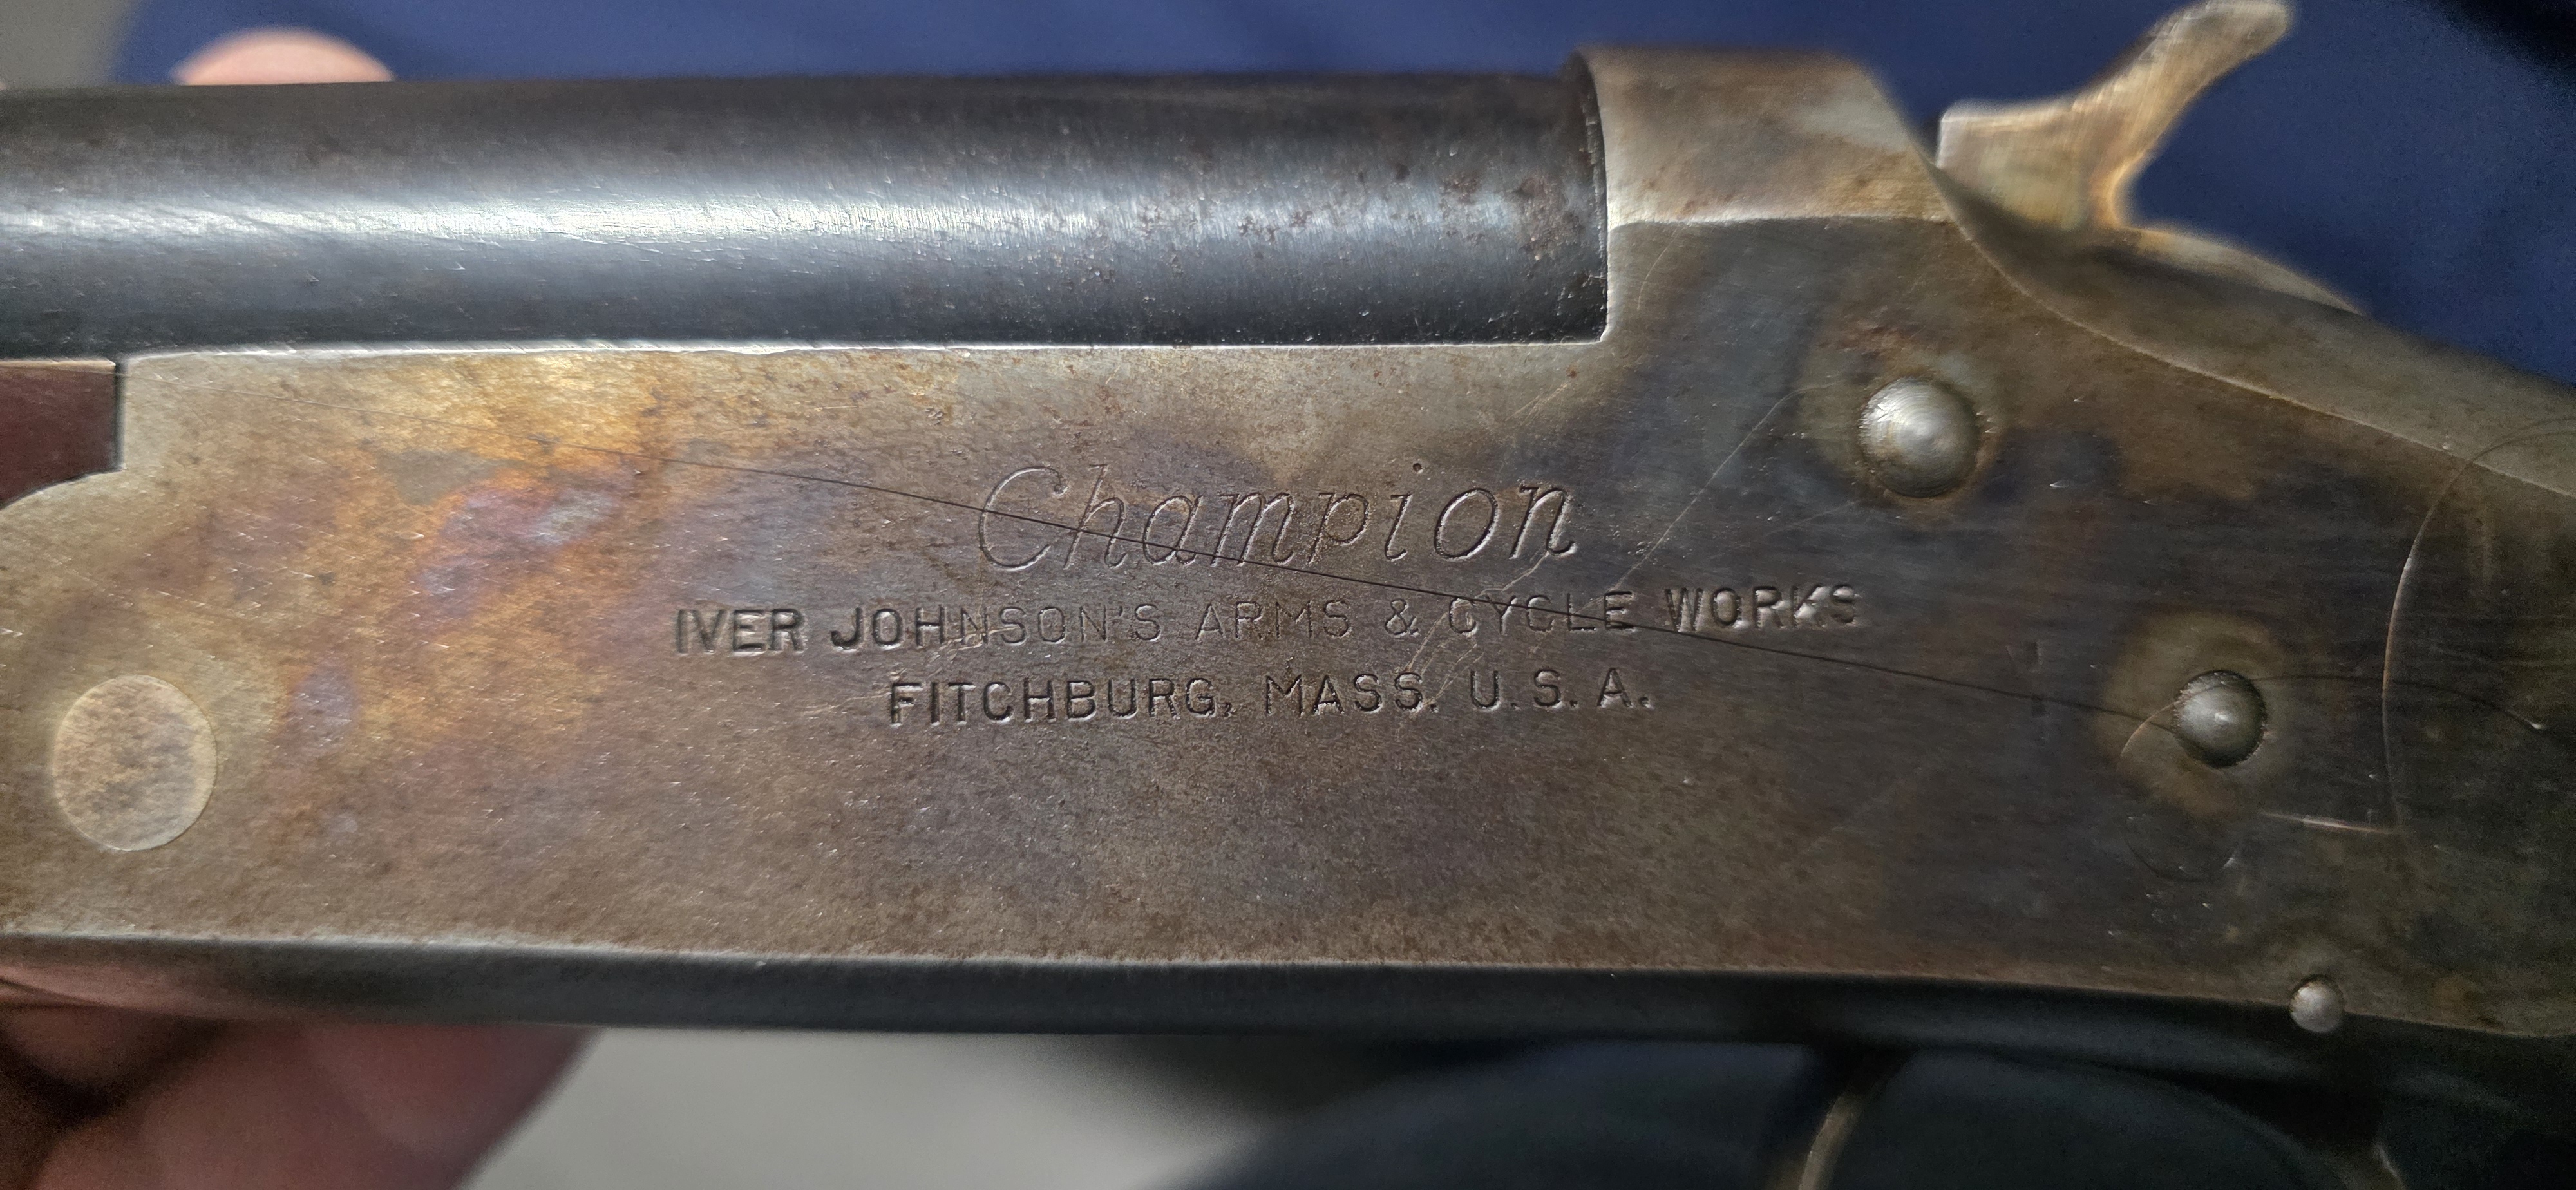 Champion
IVER JOHNSON'S ARMS & CYCLE WORKS
FITCHBURG, MASS. U.S.A.